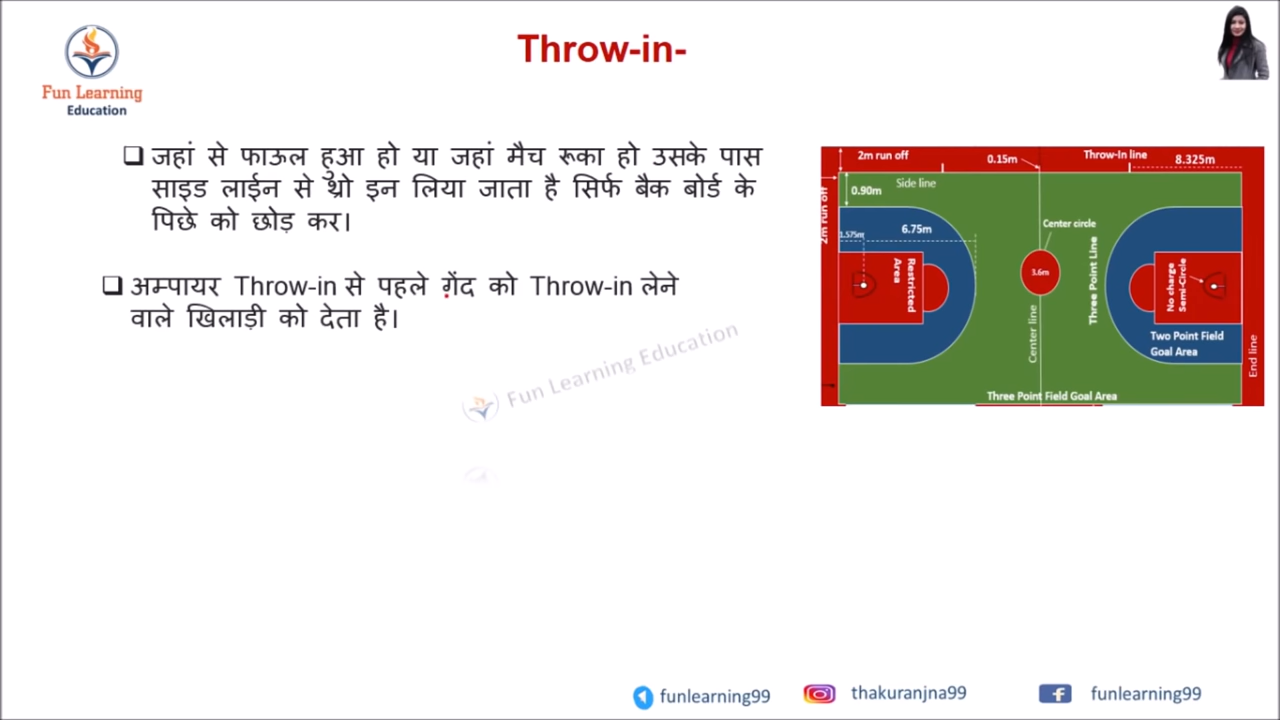 Throw-in-
Fun Learning
Education
❑ जहां से फाऊल हुआ हो या जहां मैच रूका हो उसके पास
साइड लाईन से थ्रो इन लिया जाता है सिर्फ बैक बोर्ड के
पिछे को छोड़ कर।
❑ अम्पायर Throw-in से पहले ग़ेंद को Throw-in लेने
वाले खिलाड़ी को देता है।
Fun Learning Education
2m run off
0.15m
Throw-In line
8.325m
2m run off
Side line
0.90m
1.575m
6.75m
Center circle
3.6m
Restricted
Area
Center line
Three Point Line
No charge
Semi-Circle
Two Point Field
Goal Area
End line
Three Point Field Goal Area
funlearning99
thakuranjna99
funlearning99